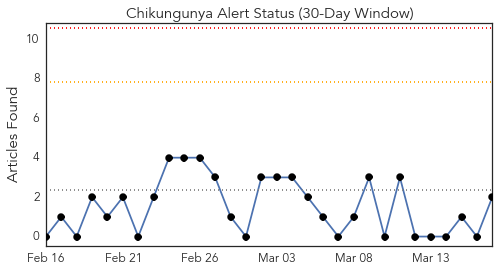 Chikungunya Alert Status (30-Day Window)
Articles Found
10
8
6
4
2
0
Feb 16
Feb 21
Feb 26
Mar 03
Mar 08
Mar 13